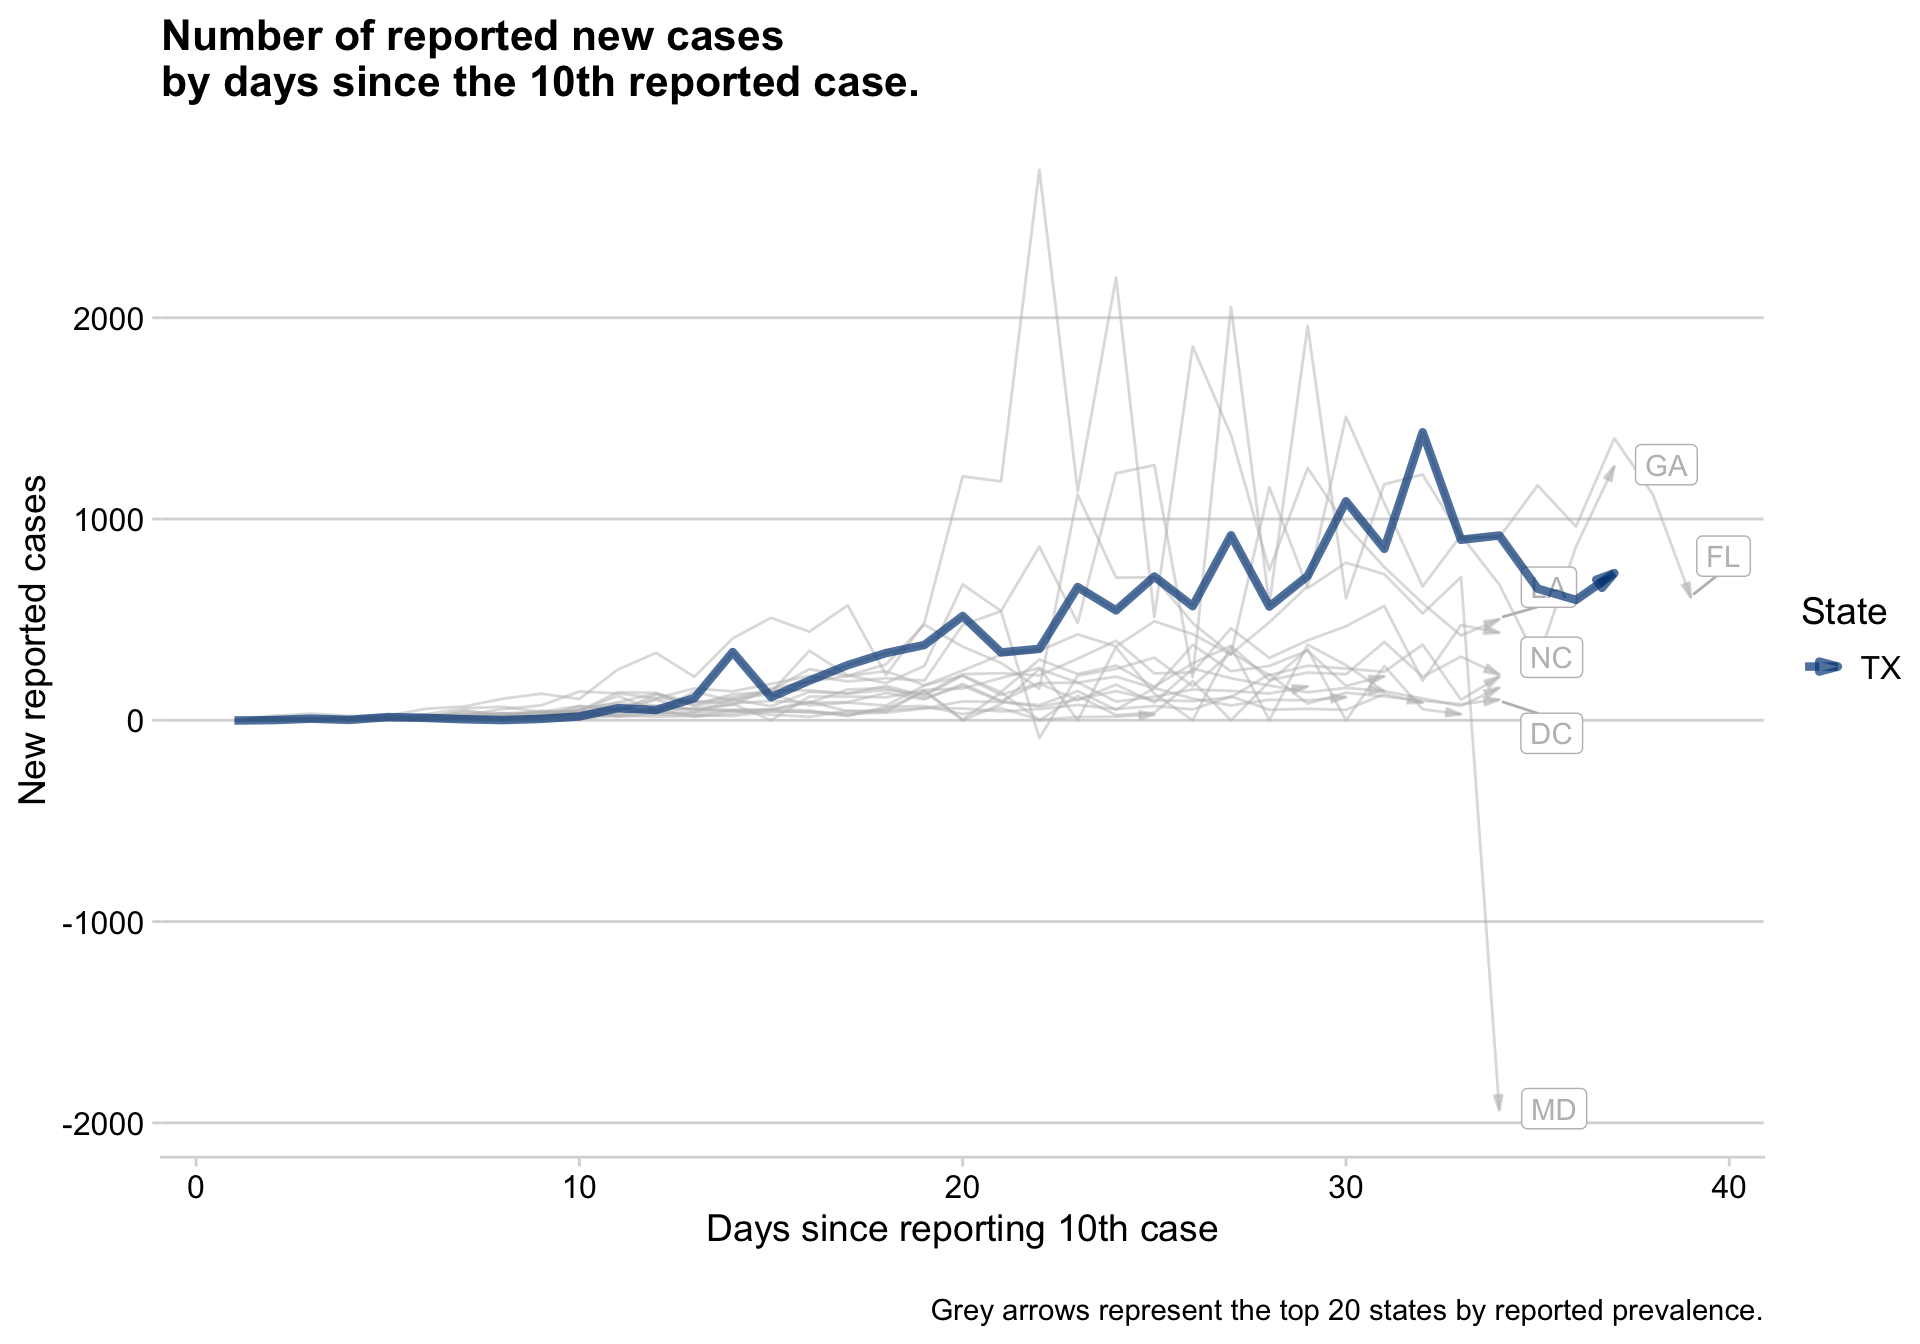 Number of reported new cases
by days since the 10th reported case.
New reported cases
2000
1000
0
-1000
-2000
GA
FL
LA
NC
DC
MD
State
TX
0
10
20
30
40
Days since reporting 10th case
Grey arrows represent the top 20 states by reported prevalence.